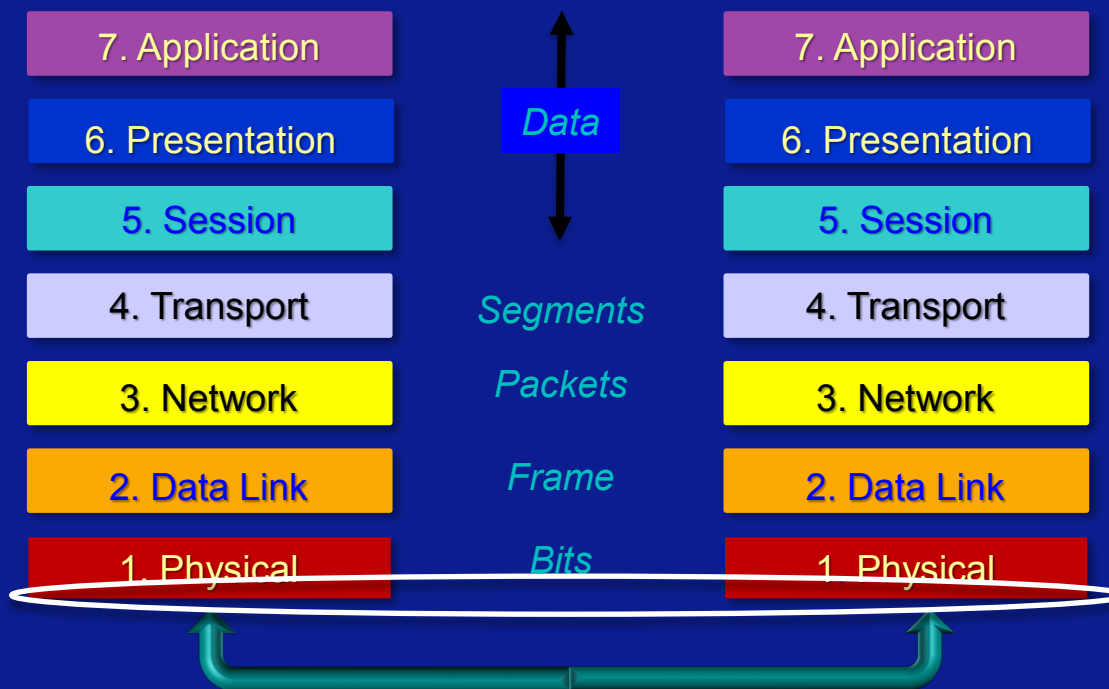 7. Application
6. Presentation
5. Session
4. Transport
3. Network
2. Data Link
1. Physical
Data
Segments
Packets
Frame
Bits
7. Application
6. Presentation
5. Session
4. Transport
3. Network
2. Data Link
1. Physical